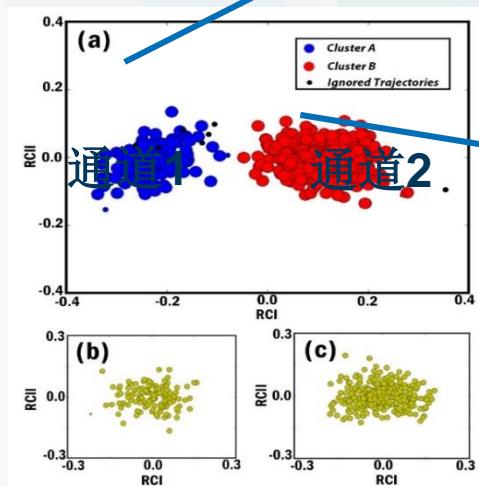 0.4
(a)
Cluster A
Cluster B
Ignored Trajectories
0.2
RCII
0.0
通道1
通道2
-0.2
-0.4
-0.4
-0.2
0.0
0.2
0.4
RCI
0.3
(b)
RCII
0.0
-0.3
-0.3
0.0
0.3
RCI
0.3
(c)
RCII
0.0
-0.3
-0.3
0.0
0.3
RCI